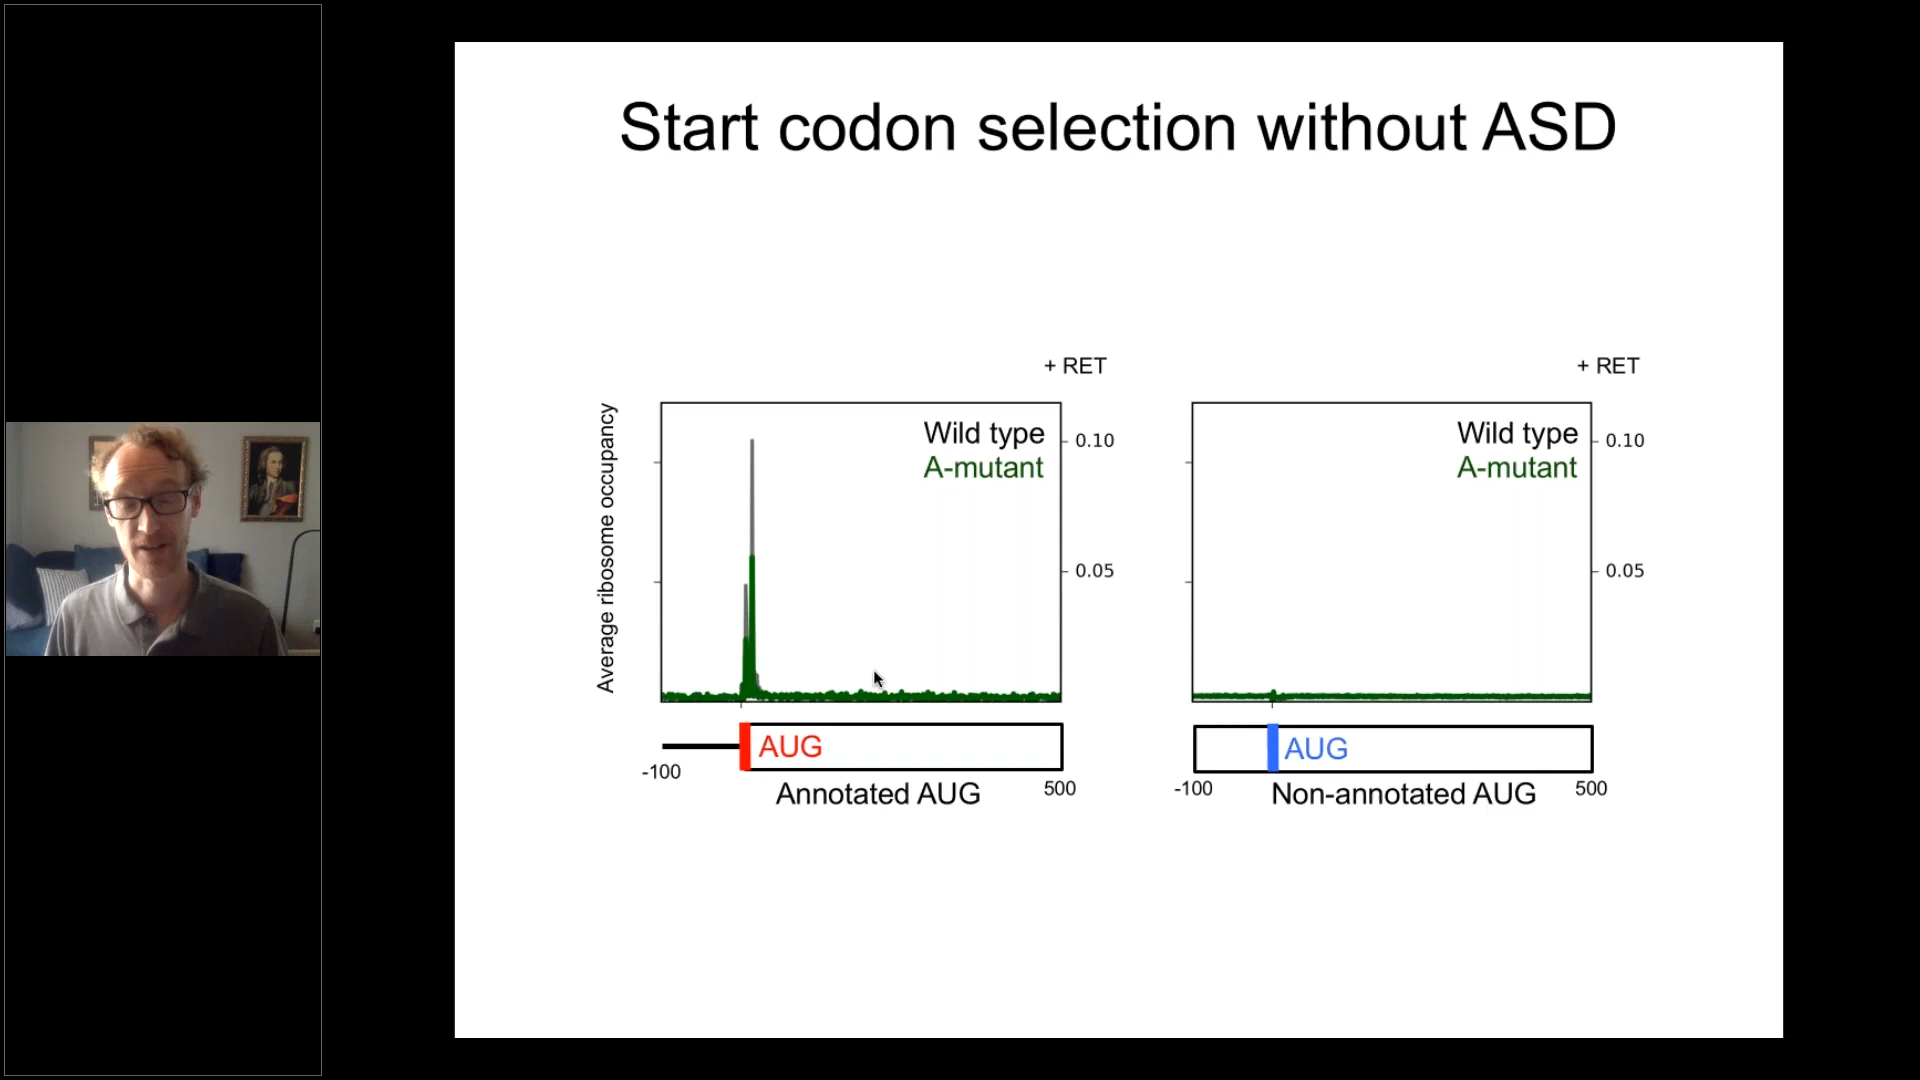 Start codon selection without ASD
+ RET
Average ribosome occupancy
Wild type
A-mutant
0.10
0.05
AUG
-100
500
Annotated AUG
+ RET
Wild type
A-mutant
0.10
0.05
AUG
-100
500
Non-annotated AUG